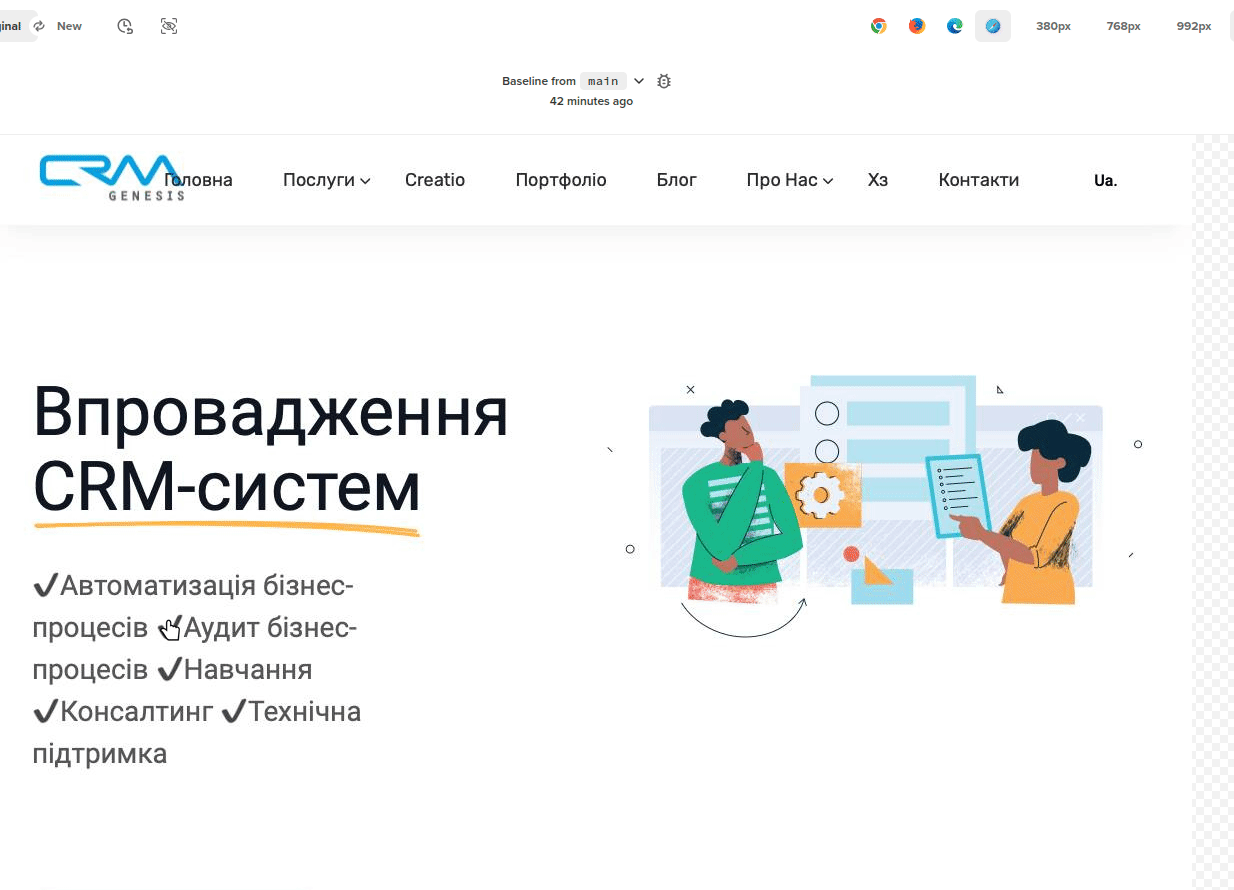 New
380px 768px 992px
Baseline from main
42 minutes ago
CRM
GENESIS
Головна Послуги Creatio Портфоліо Блог Про Нас Хз Контакти Ua.
Впровадження
CRM-систем
✔Автоматизація бізнес-
процесів ✔Аудит бізнес-
процесів ✔Навчання
✔Консалтинг ✔Технічна
підтримка